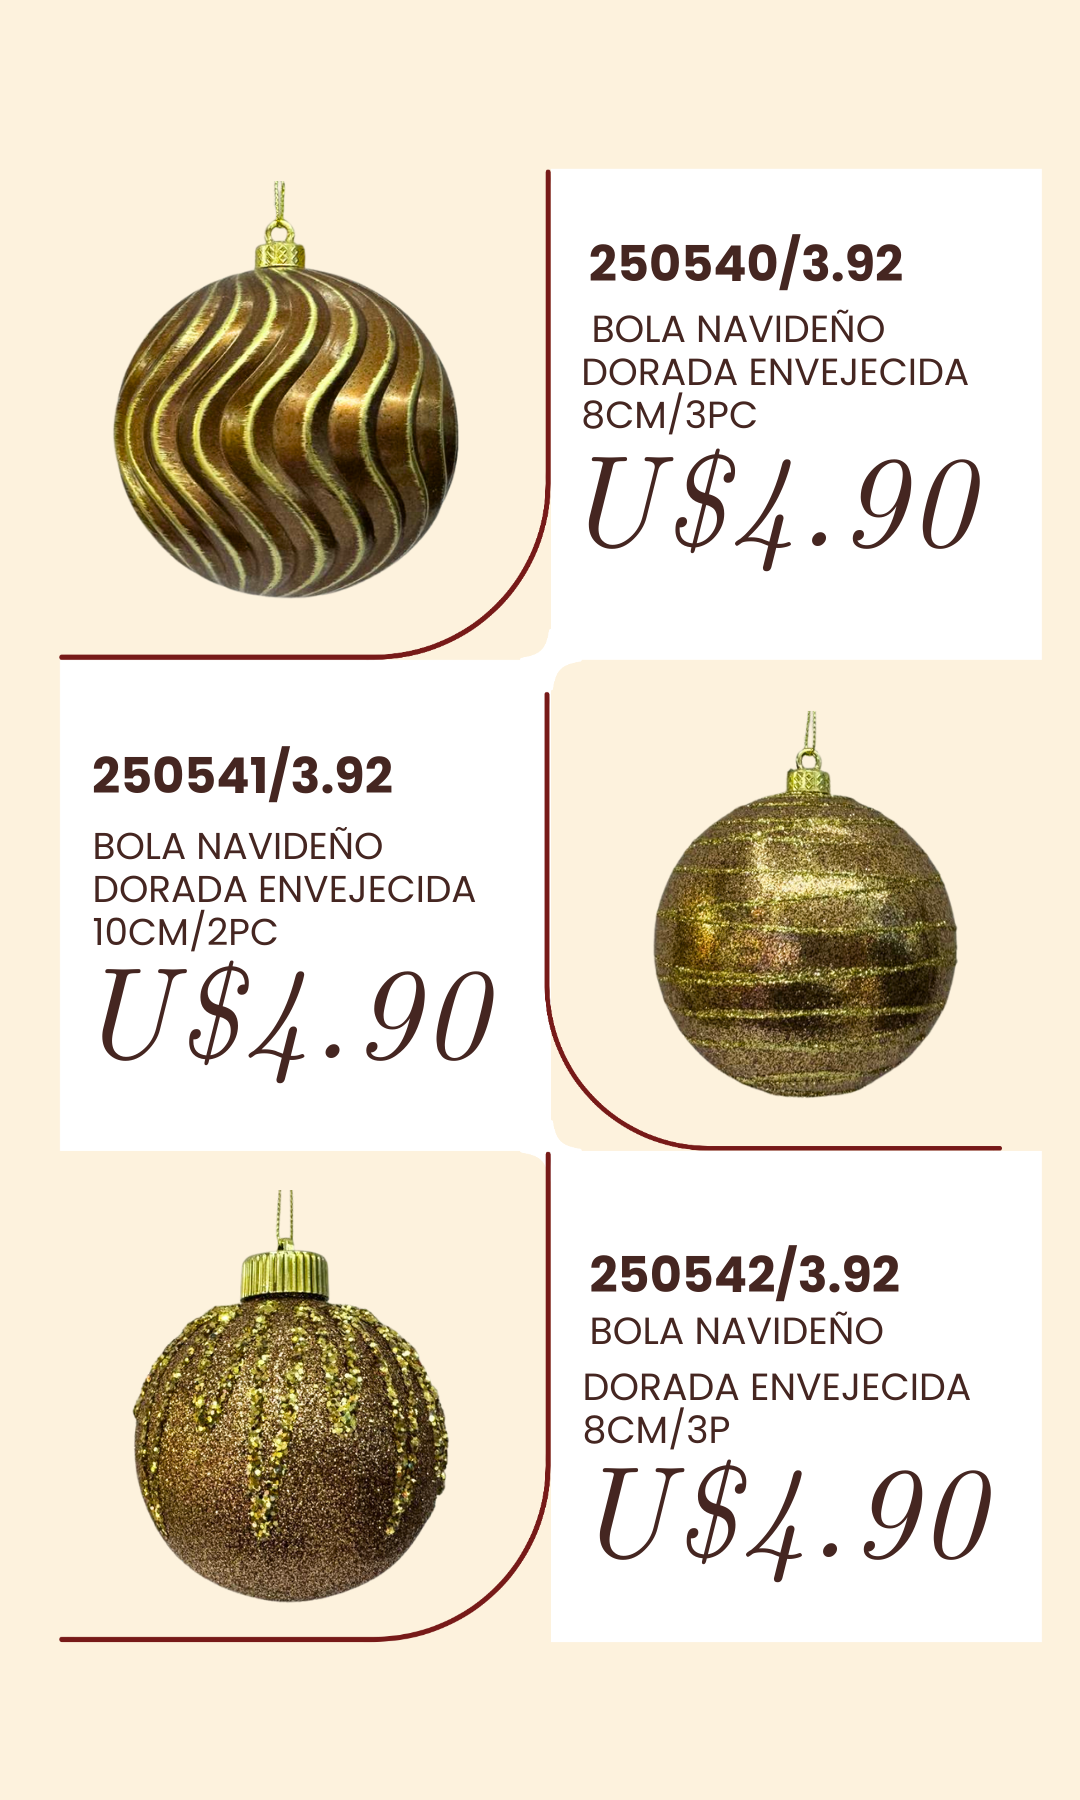 250540/3.92
BOLA NAVIDEÑO
DORADA ENVEJECIDA
8CM/3PC
U$4.90
250541/3.92
BOLA NAVIDEÑO
DORADA ENVEJECIDA
10CM/2PC
U$4.90
250542/3.92
BOLA NAVIDEÑO
DORADA ENVEJECIDA
8CM/3P
U$4.90